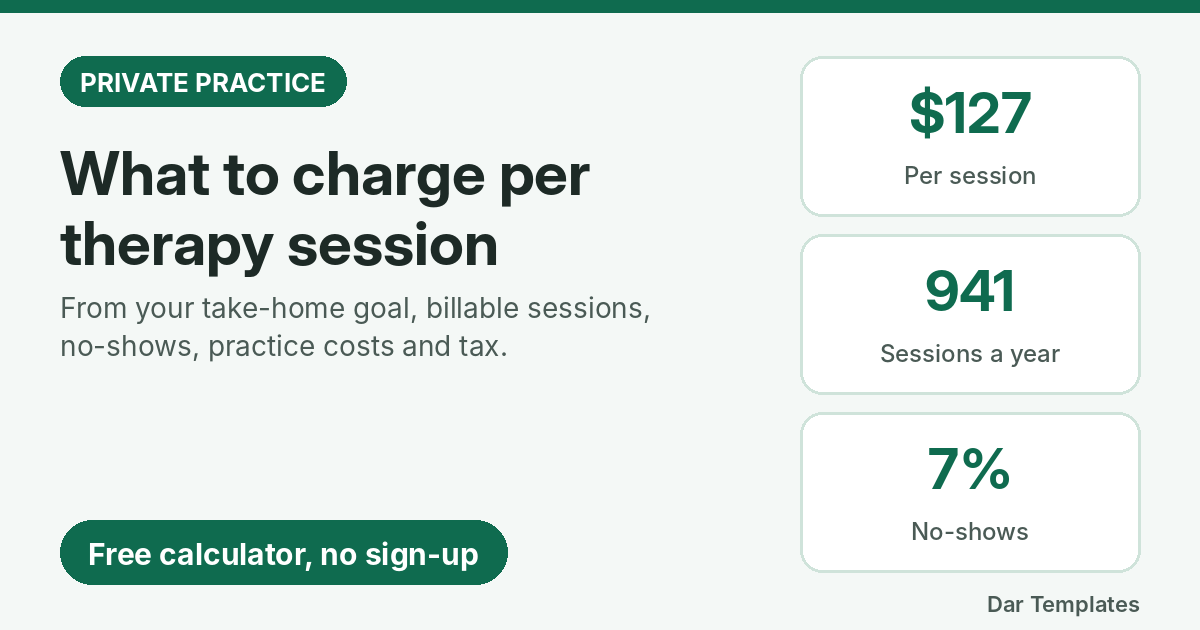 PRIVATE PRACTICE
What to charge per
therapy session
From your take-home goal, billable sessions,
no-shows, practice costs and tax.
Free calculator, no sign-up
$127
Per session
941
Sessions a year
7%
No-shows
Dar Templates